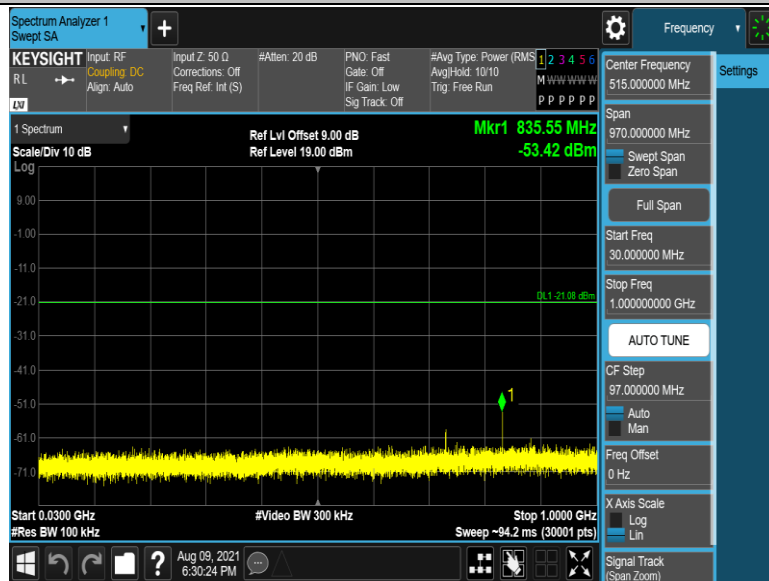 Spectrum Analyzer 1
Swept SA
Frequency
Settings
KEYSIGHT
R L
LXI
Input: RF
Coupling: DC
Align: Auto
Input Z: 50 Ω
Corrections: Off
Freq Ref: Int (S)
#Atten: 20 dB
PNO: Fast
Gate: Off
IF Gain: Low
Sig Track: Off
#Avg Type: Power (RMS
Avg|Hold: 10/10
Trig: Free Run
1 2 3 4 5 6
M W W W W W
P P P P P P
1 Spectrum
Scale/Div 10 dB
Ref Lvl Offset 9.00 dB
Ref Level 19.00 dBm
Mkr1 835.55 MHz
-53.42 dBm
Log
9.00
-1.00
-11.0
-21.0
DL1 -21.08 dBm
-31.0
-41.0
-51.0
1
-61.0
-71.0
Start 0.0300 GHz
#Res BW 100 kHz
#Video BW 300 kHz
Stop 1.0000 GHz
Sweep ~94.2 ms (30001 pts)
Center Frequency
515.000000 MHz
Span
970.000000 MHz
Swept Span
Zero Span
Full Span
Start Freq
30.000000 MHz
Stop Freq
1.000000000 GHz
AUTO TUNE
CF Step
97.000000 MHz
Auto
Man
Freq Offset
0 Hz
X Axis Scale
Log
Lin
Signal Track
(Span Zoom)
?
Aug 09, 2021
6:30:24 PM